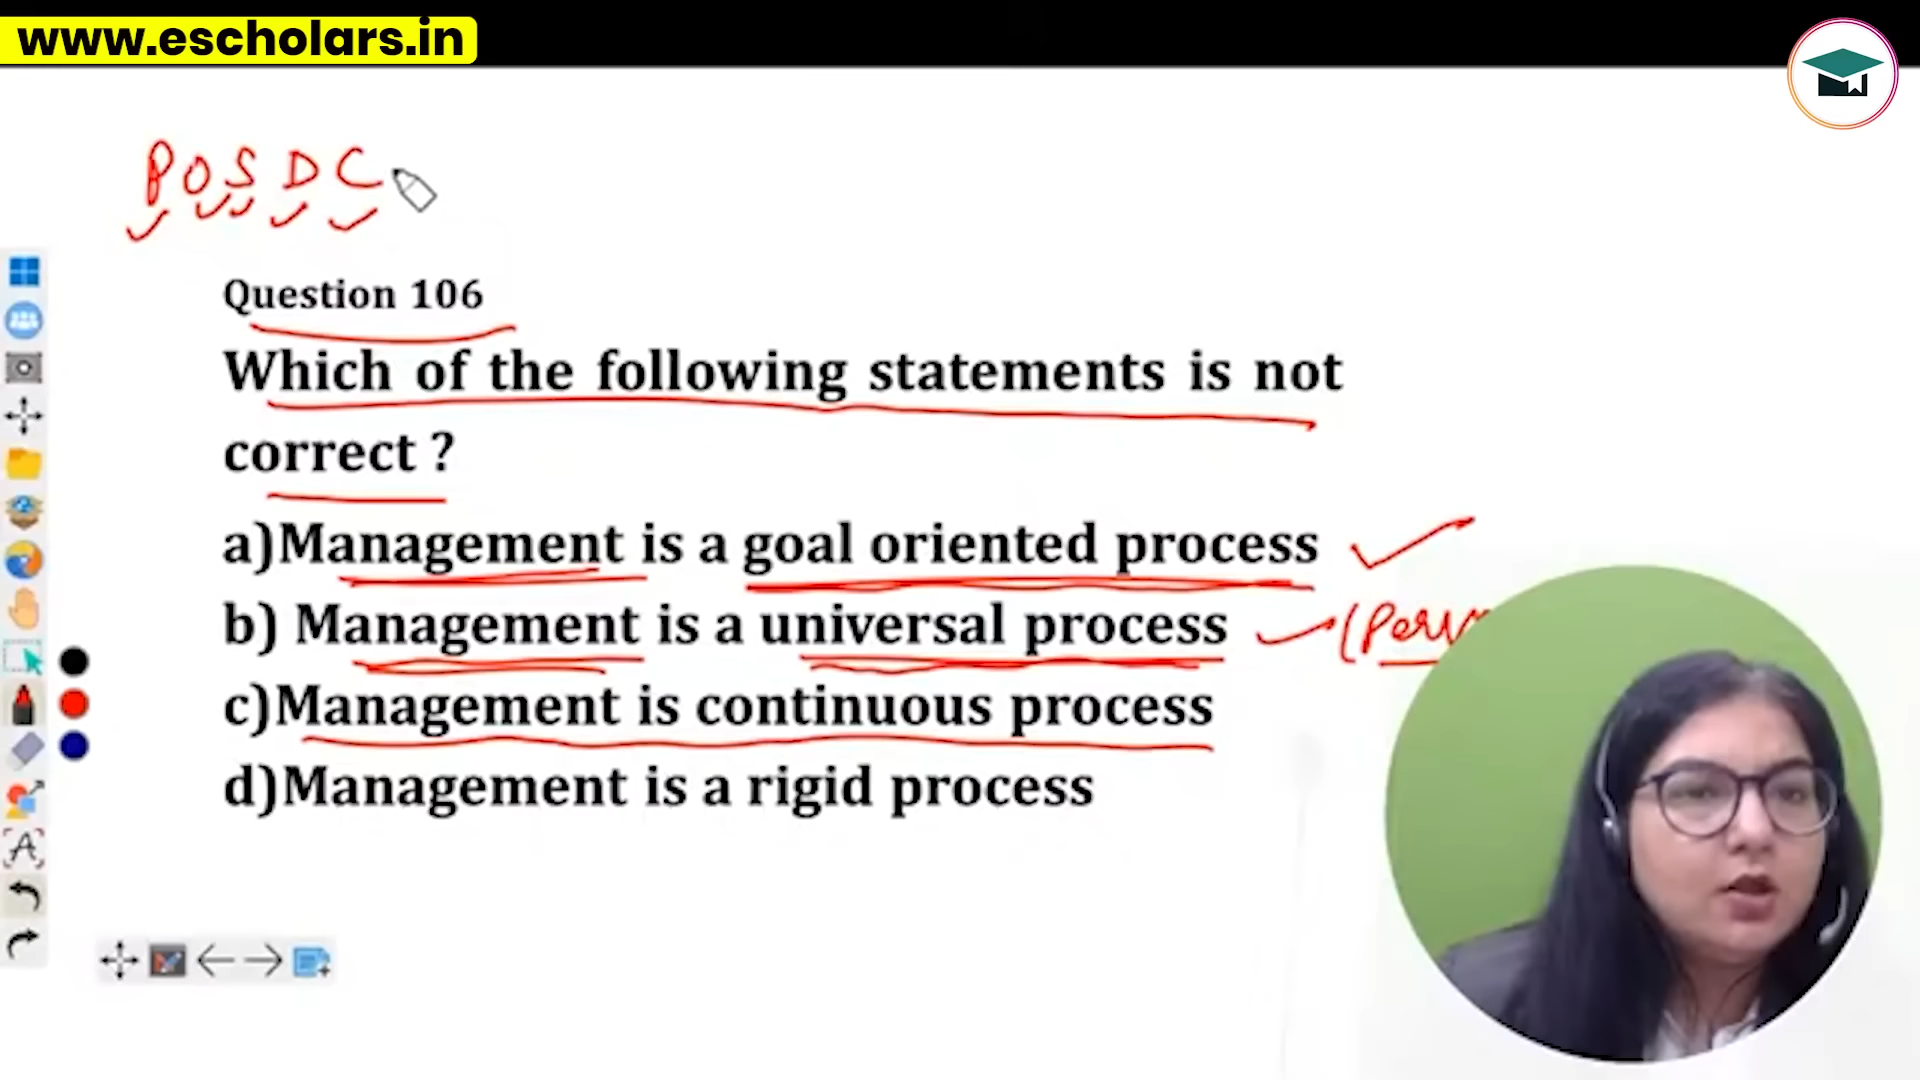 www.escholars.in
P O S D C
Question 106
Which of the following statements is not
correct ?
a)Management is a goal oriented process
b) Management is a universal process
c)Management is continuous process
d)Management is a rigid process